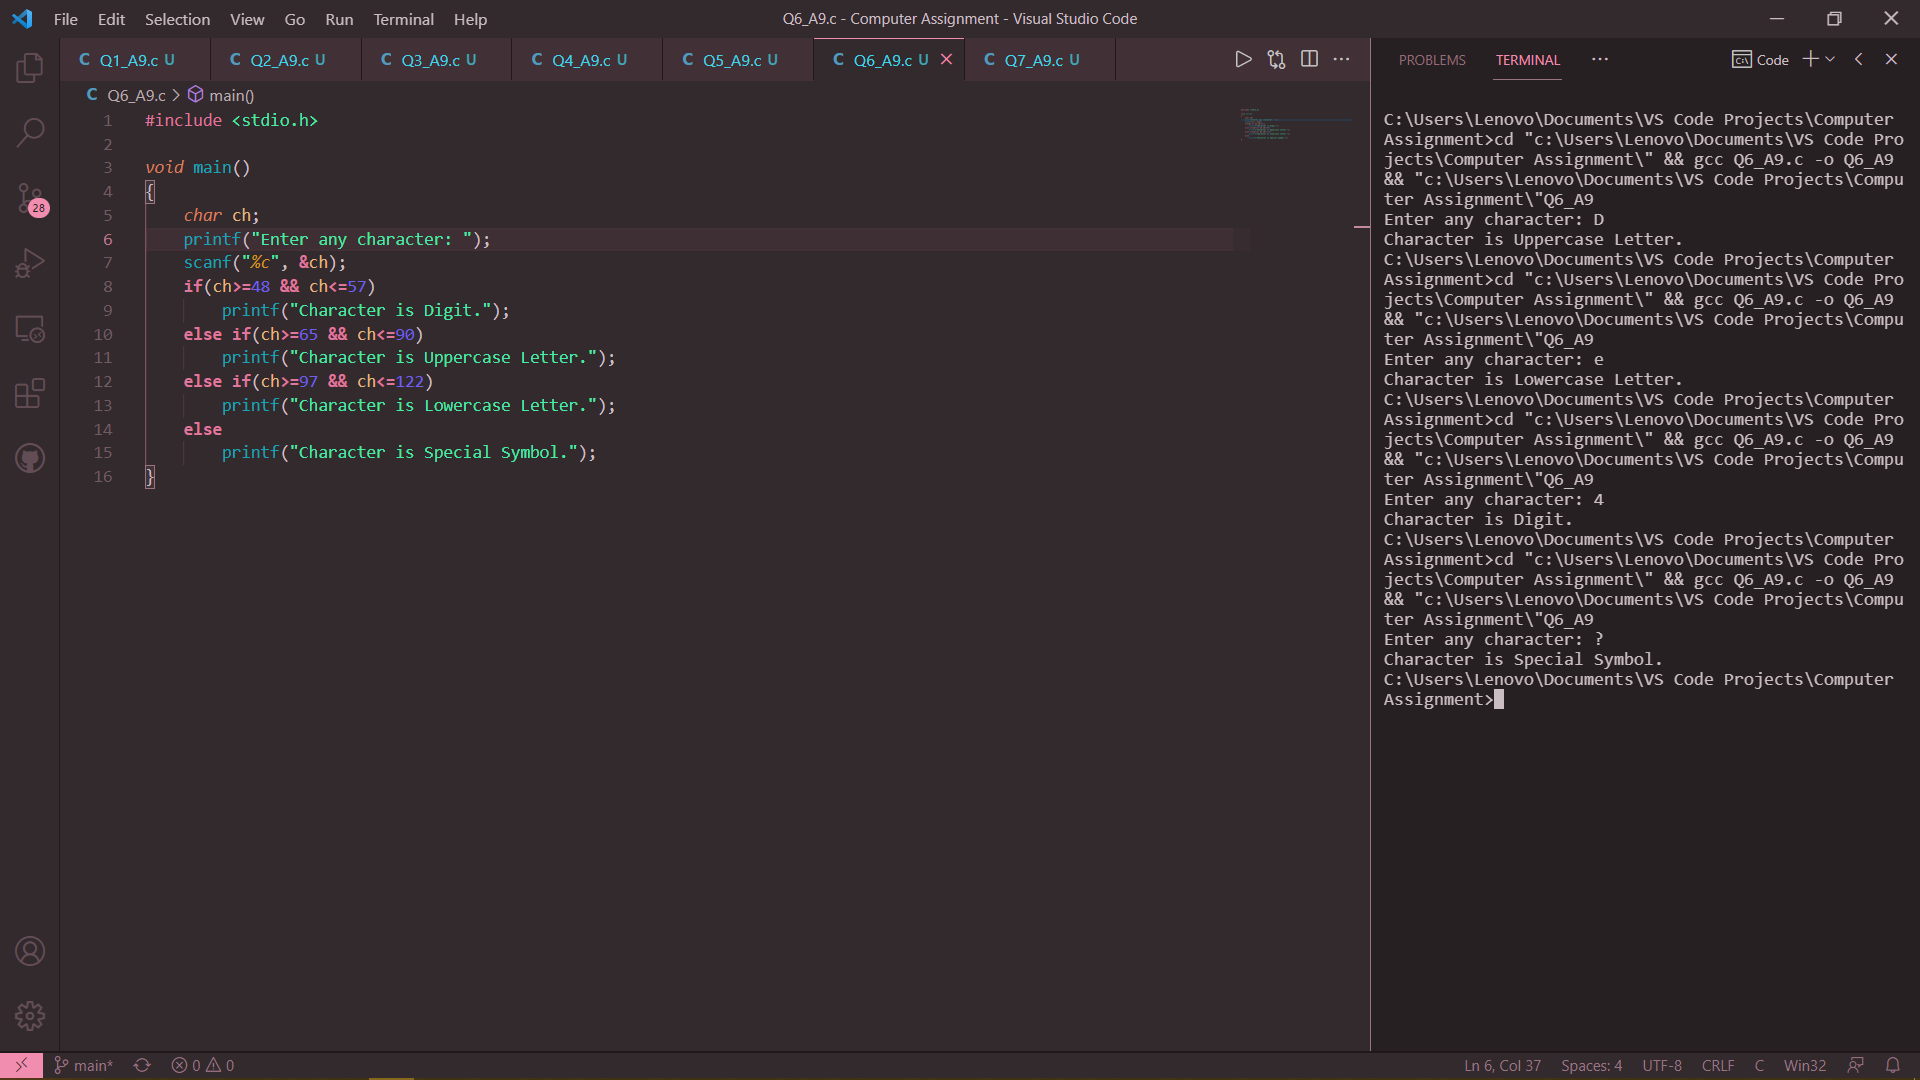 File Edit Selection View Go Run Terminal Help
Q6_A9.c - Computer Assignment - Visual Studio Code
C Q1_A9.c U C Q2_A9.c U C Q3_A9.c U C Q4_A9.c U C Q5_A9.c U C Q6_A9.c U C Q7_A9.c U
C Q6_A9.c > main()
1 #include <stdio.h>
2
3 void main()
4 {
5     char ch;
6     printf("Enter any character: ");
7     scanf("%c", &ch);
8     if(ch>=48 && ch<=57)
9         printf("Character is Digit.");
10     else if(ch>=65 && ch<=90)
11         printf("Character is Uppercase Letter.");
12     else if(ch>=97 && ch<=122)
13         printf("Character is Lowercase Letter.");
14     else
15         printf("Character is Special Symbol.");
16 }
28
PROBLEMS TERMINAL ··· Code
C:\Users\Lenovo\Documents\VS Code Projects\Computer
Assignment>cd "c:\Users\Lenovo\Documents\VS Code Pro
jects\Computer Assignment\" && gcc Q6_A9.c -o Q6_A9
&& "c:\Users\Lenovo\Documents\VS Code Projects\Compu
ter Assignment\"Q6_A9
Enter any character: D
Character is Uppercase Letter.
C:\Users\Lenovo\Documents\VS Code Projects\Computer
Assignment>cd "c:\Users\Lenovo\Documents\VS Code Pro
jects\Computer Assignment\" && gcc Q6_A9.c -o Q6_A9
&& "c:\Users\Lenovo\Documents\VS Code Projects\Compu
ter Assignment\"Q6_A9
Enter any character: e
Character is Lowercase Letter.
C:\Users\Lenovo\Documents\VS Code Projects\Computer
Assignment>cd "c:\Users\Lenovo\Documents\VS Code Pro
jects\Computer Assignment\" && gcc Q6_A9.c -o Q6_A9
&& "c:\Users\Lenovo\Documents\VS Code Projects\Compu
ter Assignment\"Q6_A9
Enter any character: 4
Character is Digit.
C:\Users\Lenovo\Documents\VS Code Projects\Computer
Assignment>cd "c:\Users\Lenovo\Documents\VS Code Pro
jects\Computer Assignment\" && gcc Q6_A9.c -o Q6_A9
&& "c:\Users\Lenovo\Documents\VS Code Projects\Compu
ter Assignment\"Q6_A9
Enter any character: ?
Character is Special Symbol.
C:\Users\Lenovo\Documents\VS Code Projects\Computer
Assignment>
main* 0 0
Ln 6, Col 37 Spaces: 4 UTF-8 CRLF C Win32